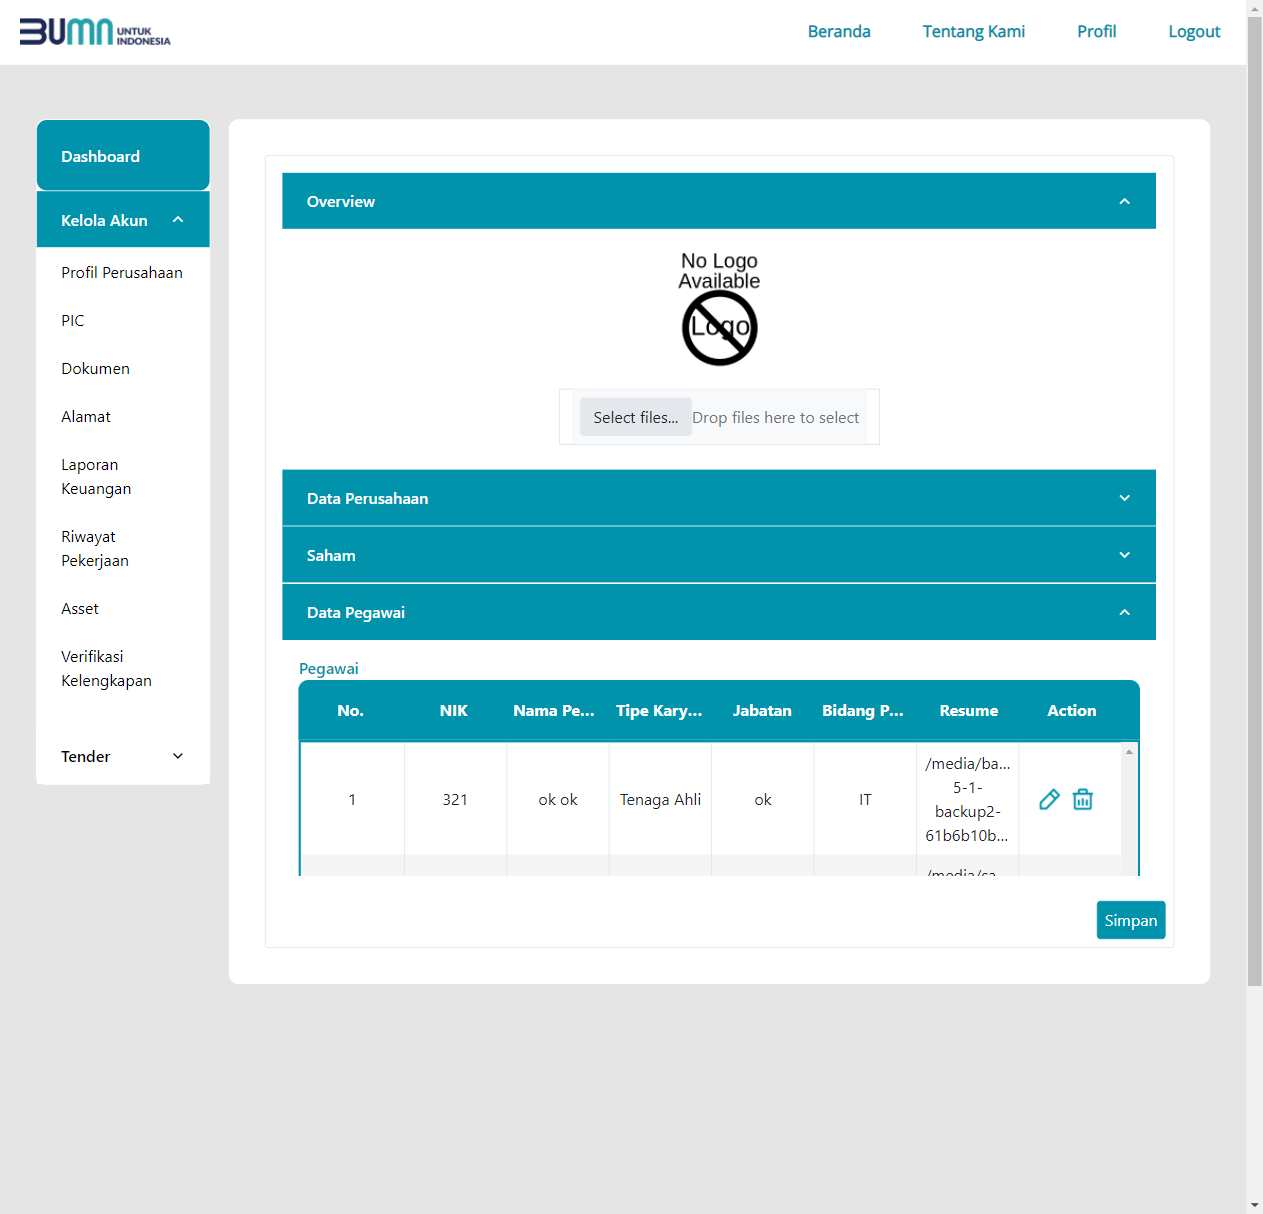 BUMN UNTUK INDONESIA
Beranda
Tentang Kami
Profil
Logout
Dashboard
Kelola Akun
Profil Perusahaan
PIC
Dokumen
Alamat
Laporan
Keuangan
Riwayat
Pekerjaan
Asset
Verifikasi
Kelengkapan
Tender
Overview
No Logo
Available
Logo
Select files... Drop files here to select
Data Perusahaan
Saham
Data Pegawai
Pegawai
No. NIK Nama Pe... Tipe Kary... Jabatan Bidang P... Resume Action
1 321 ok ok Tenaga Ahli ok IT
/media/ba...
5-1-
backup2-
61b6b10b...
/media/sa...
Simpan